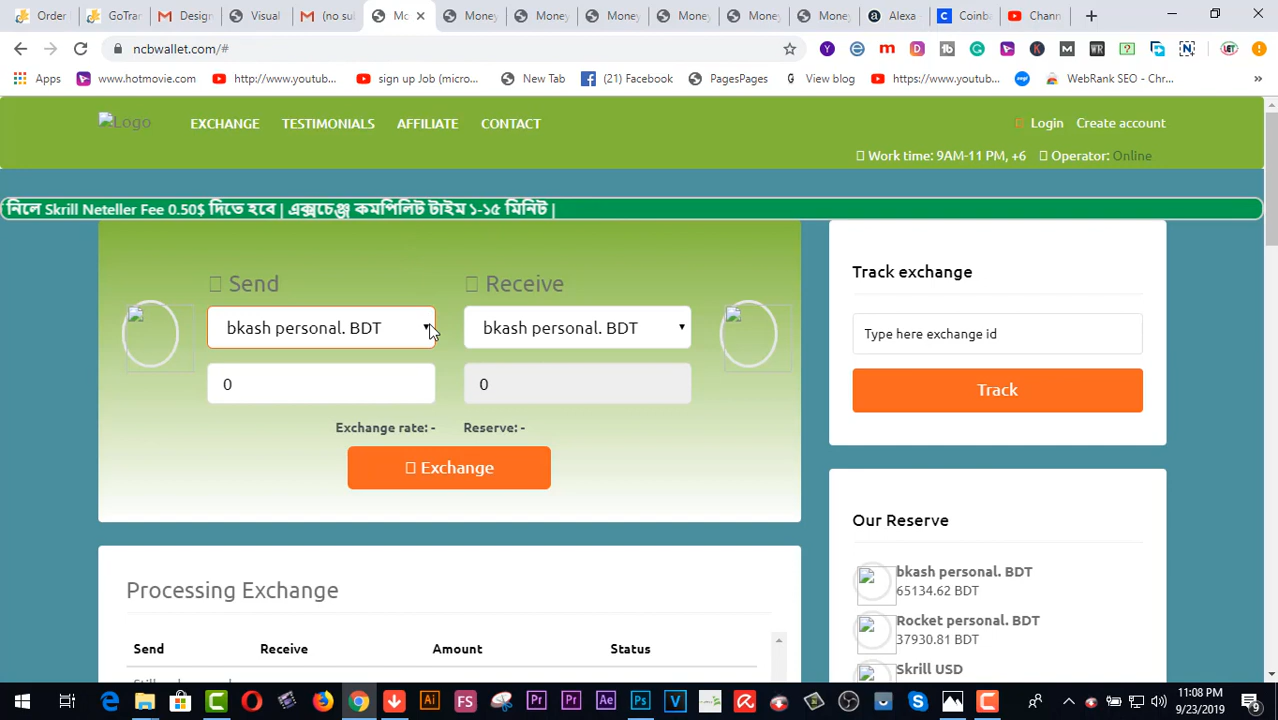 Order
GoTran
Design
Visual
(no su
Mo
Money
Money
Money
Money
Money
Money
Alexa
Coinb
Chann
ncbwallet.com/#
Apps
www.hotmovie.com
http://www.youtub...
sign up Job (micro...
New Tab
(21) Facebook
PagesPages
View blog
https://www.youtub...
WebRank SEO - Chr...
Logo
EXCHANGE
TESTIMONIALS
AFFILIATE
CONTACT
Login
Create account
Work time: 9AM-11 PM, +6
Operator: Online
নিলে Skrill Neteller Fee 0.50$ দিতে হবে | এক্সচেঞ্জ কমপিলিট টাইম ১-১৫ মিনিট |
Send
Receive
bkash personal. BDT
bkash personal. BDT
0
0
Exchange rate: -
Reserve: -
Exchange
Track exchange
Type here exchange id
Track
Our Reserve
bkash personal. BDT
65134.62 BDT
Rocket personal. BDT
37930.81 BDT
Skrill USD
Processing Exchange
Send
Receive
Amount
Status
11:08 PM
9/23/2019